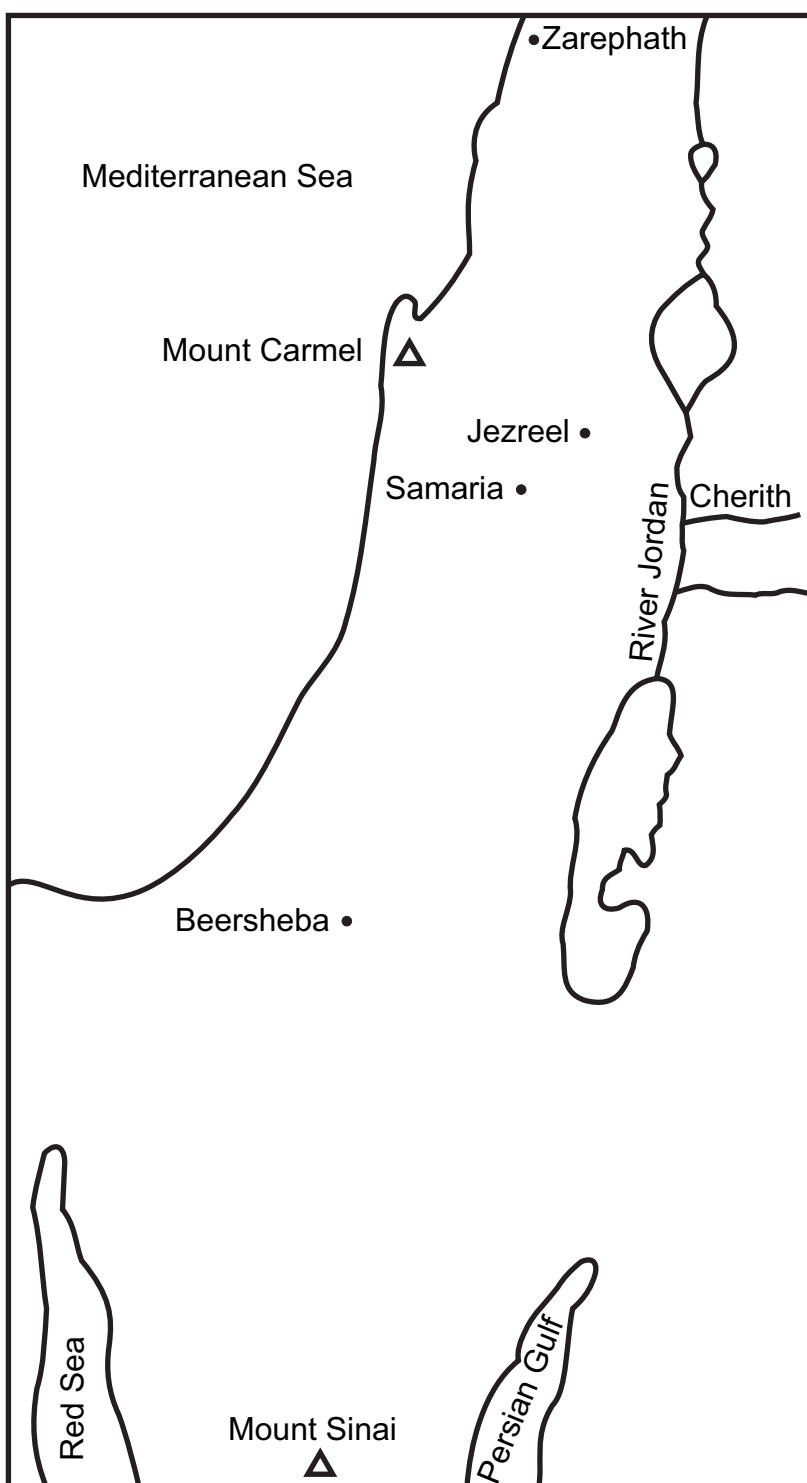 Zarephath
Mediterranean Sea
Mount Carmel
Jezreel
Samaria
Cherith
River Jordan
Beersheba
Red Sea
Persian Gulf
Mount Sinai